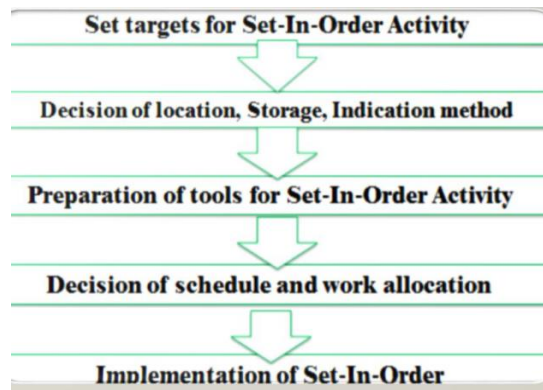 Set targets for Set-In-Order Activity
Decision of location, Storage, Indication method
Preparation of tools for Set-In-Order Activity
Decision of schedule and work allocation
Implementation of Set-In-Order